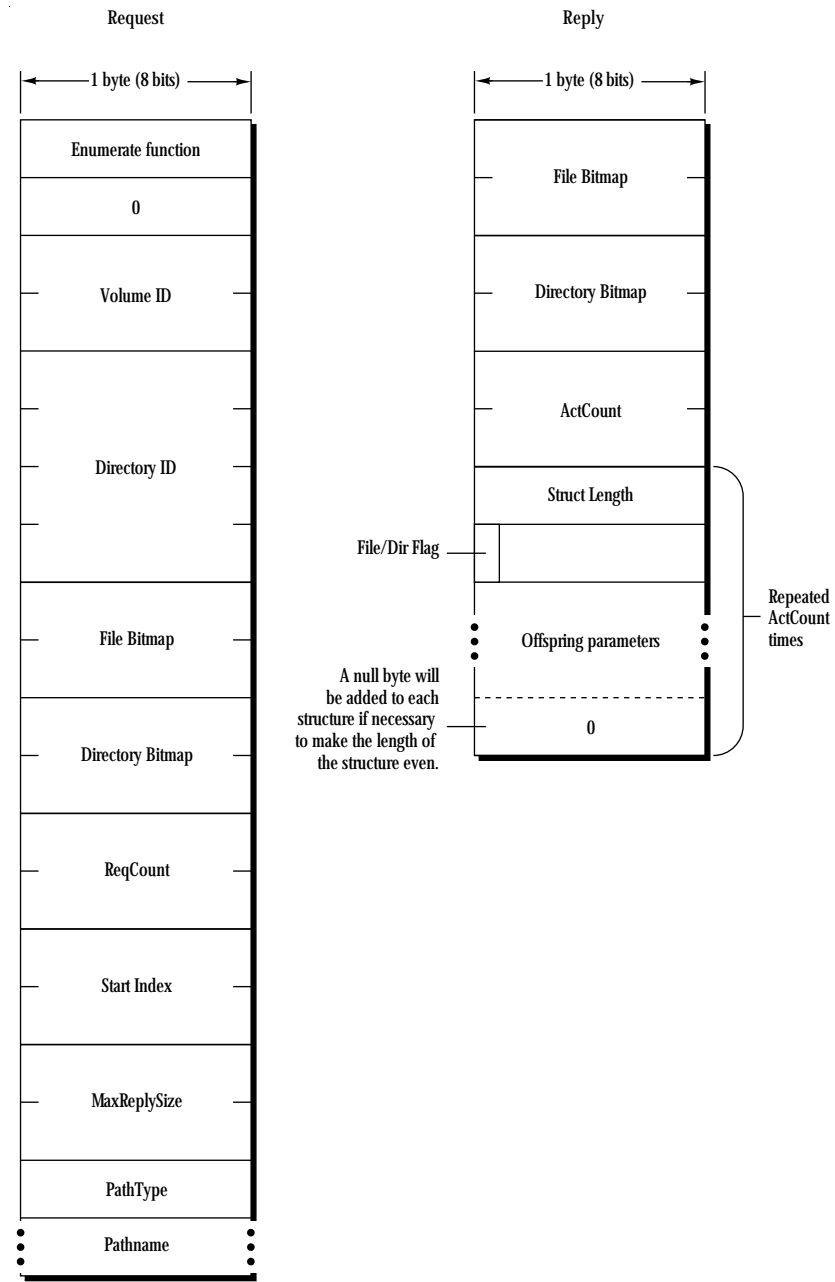 Request
1 byte (8 bits)
Enumerate function
0
Volume ID
Directory ID
File Bitmap
Directory Bitmap
ReqCount
Start Index
MaxReplySize
PathType
Pathname
Reply
1 byte (8 bits)
File Bitmap
Directory Bitmap
ActCount
Struct Length
File/Dir Flag
Offspring parameters
A null byte will
be added to each
structure if necessary
to make the length of
the structure even.
0
Repeated
ActCount
times